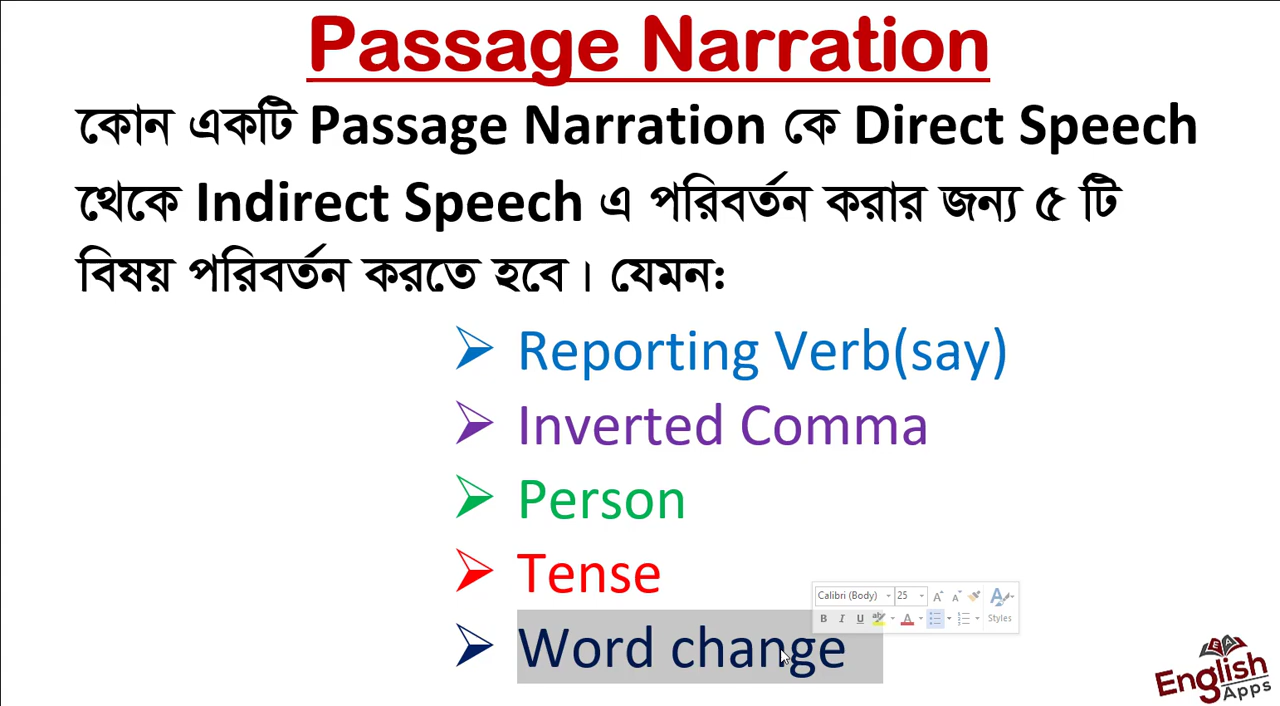 Passage Narration
কোন একটি Passage Narration কে Direct Speech
থেকে Indirect Speech এ পরিবর্তন করার জন্য ৫ টি
বিষয় পরিবর্তন করতে হবে। যেমন:
Reporting Verb(say)
Inverted Comma
Person
Tense
Calibri (Body) 25
B I U A Styles
Word change
English
Apps